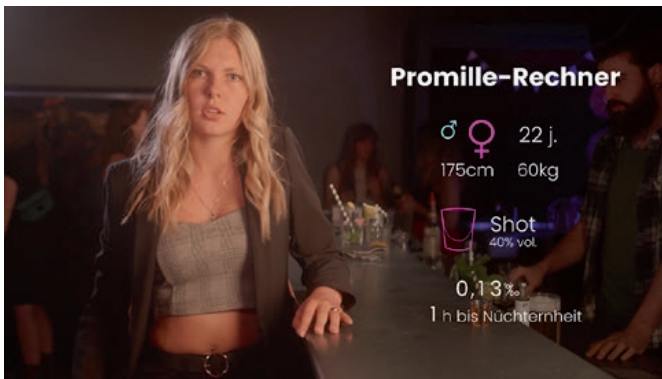 Promille-Rechner
22 j.
175cm 60kg
Shot
40% vol.
0,13‰
1 h bis Nüchternheit